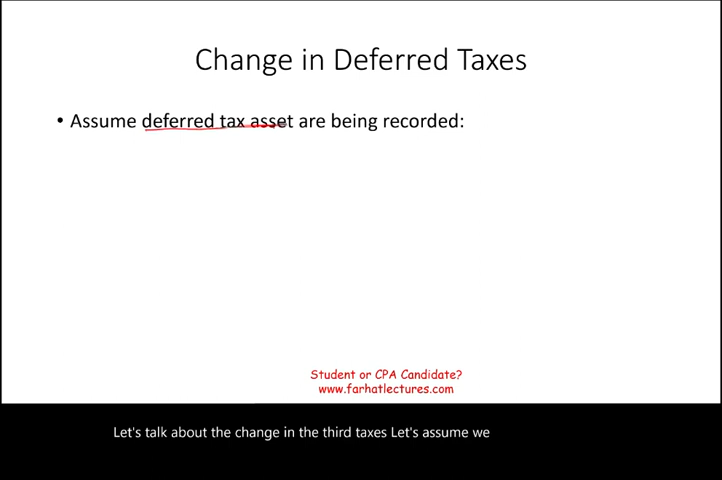 Change in Deferred Taxes
• Assume deferred tax asset are being recorded:
Student or CPA Candidate?
www.farhatlectures.com
Let's talk about the change in the third taxes Let's assume we